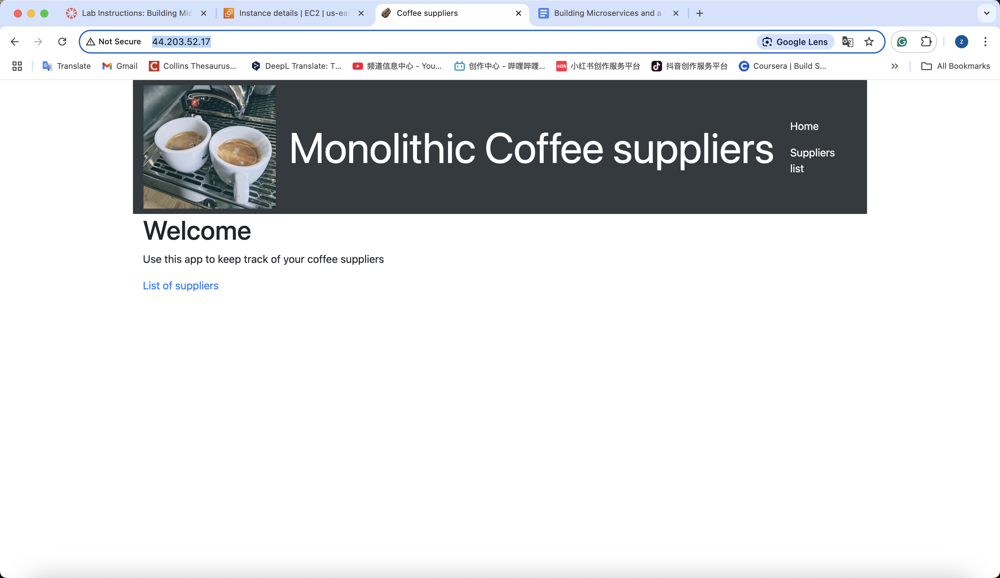 Lab Instructions: Building Mic
Instance details | EC2 | us-eas
Coffee suppliers
Building Microservices and a
Not Secure
44.203.52.17
Google Lens
z
Translate
Gmail
Collins Thesaurus...
DeepL Translate: T...
频道信息中心 - You...
创作中心 - 哔哩哔哩...
小红书
小红书创作服务平台
抖音创作服务平台
Coursera | Build S...
All Bookmarks
Monolithic Coffee suppliers
Home
Suppliers
list
Welcome
Use this app to keep track of your coffee suppliers
List of suppliers